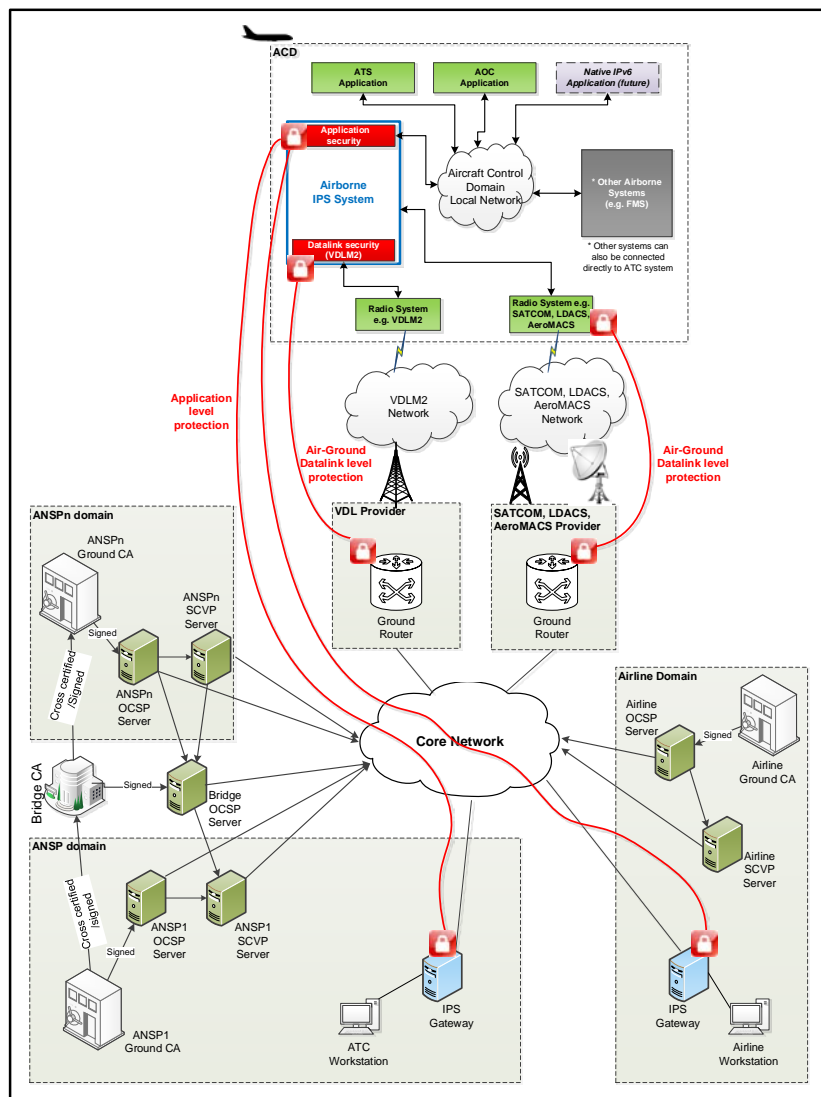 ACD
ATS
Application
AOC
Application
Native IPv6
Application (future)
Application
security
Airborne
IPS System
Datalink security
(VDLM2)
Aircraft Control
Domain
Local Network
* Other Airborne
Systems
(e.g. FMS)
* Other systems can
also be connected
directly to ATC system
Radio System
e.g. VDLM2
Radio System e.g.
SATCOM, LDACS,
AeroMACS
Application
level
protection
VDLM2
Network
SATCOM, LDACS,
AeroMACS
Network
Air-Ground
Datalink level
protection
Air-Ground
Datalink level
protection
VDL Provider
Ground
Router
SATCOM, LDACS,
AeroMACS Provider
Ground
Router
ANSPn domain
ANSPn
Ground CA
ANSPn
SCVP
Server
Signed
ANSPn
OCSP
Server
Cross certified
/Signed
Core Network
Airline Domain
Airline
OCSP
Server
Signed
Airline
Ground CA
Airline
SCVP
Server
Bridge CA
Signed
Bridge
OCSP
Server
ANSP domain
Cross certified
/signed
ANSP1
OCSP
Server
ANSP1
SCVP
Server
Signed
ANSP1
Ground CA
ATC
Workstation
IPS
Gateway
IPS
Gateway
Airline
Workstation